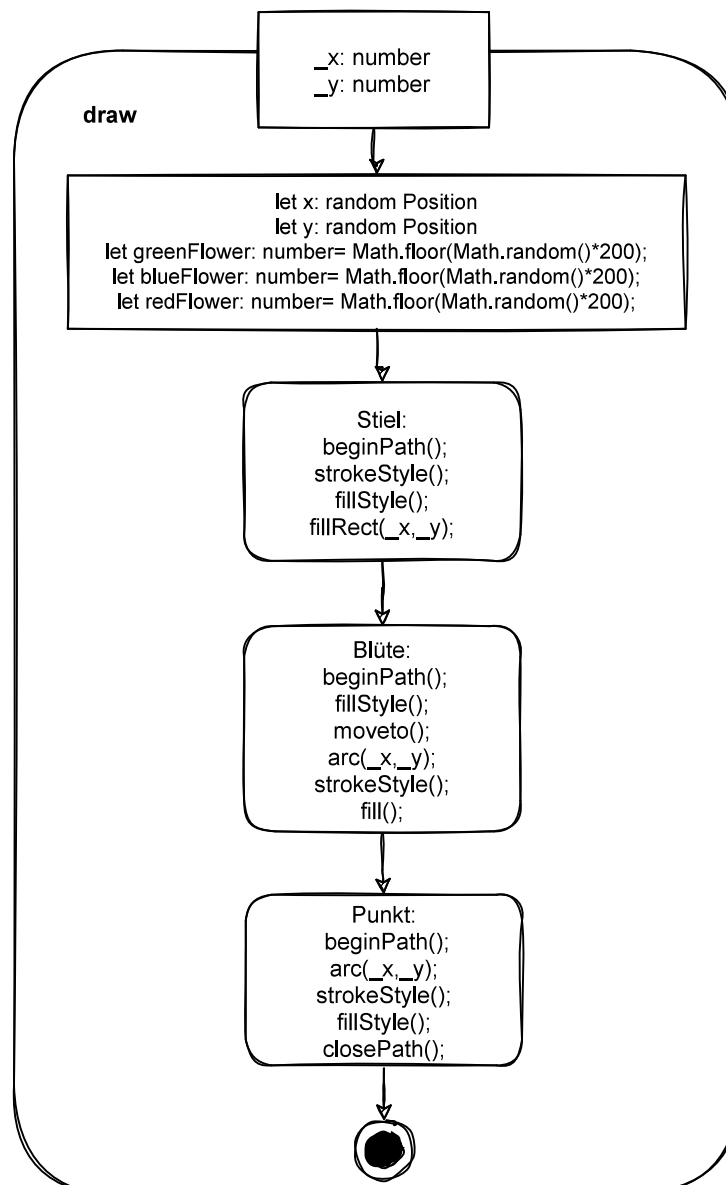 _x: number
_y: number
draw
let x: random Position
let y: random Position
let greenFlower: number= Math.floor(Math.random()*200);
let blueFlower: number= Math.floor(Math.random()*200);
let redFlower: number= Math.floor(Math.random()*200);
Stiel:
beginPath();
strokeStyle();
fillStyle();
fillRect(_x,_y);
Blüte:
beginPath();
fillStyle();
moveto();
arc(_x,_y);
strokeStyle();
fill();
Punkt:
beginPath();
arc(_x,_y);
strokeStyle();
fillStyle();
closePath();